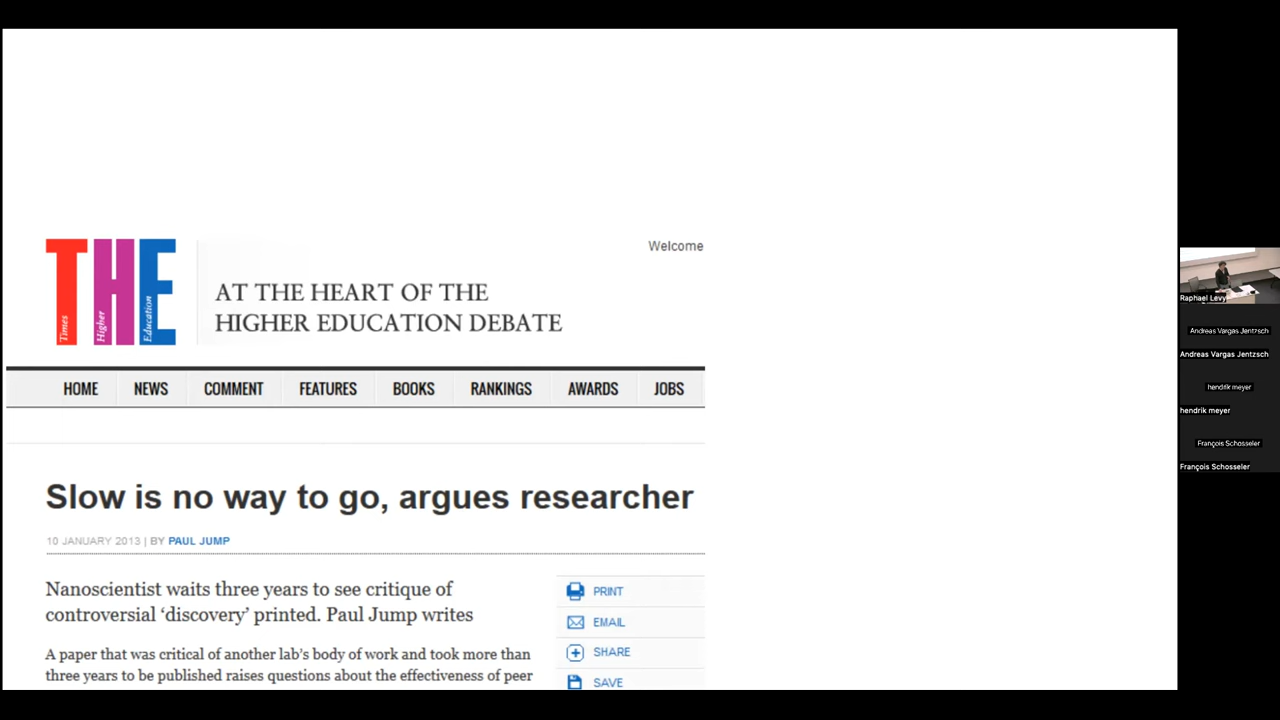 Times Higher Education
THE
Welcome
AT THE HEART OF THE
HIGHER EDUCATION DEBATE
HOME NEWS COMMENT FEATURES BOOKS RANKINGS AWARDS JOBS
Slow is no way to go, argues researcher
10 JANUARY 2013 | BY PAUL JUMP
Nanoscientist waits three years to see critique of
controversial ‘discovery’ printed. Paul Jump writes
A paper that was critical of another lab’s body of work and took more than
three years to be published raises questions about the effectiveness of peer
PRINT
EMAIL
SHARE
SAVE
Raphael Levy
Andreas Vargas Jentzsch
Andreas Vargas Jentzsch
hendrik meyer
hendrik meyer
François Schosseler
François Schosseler